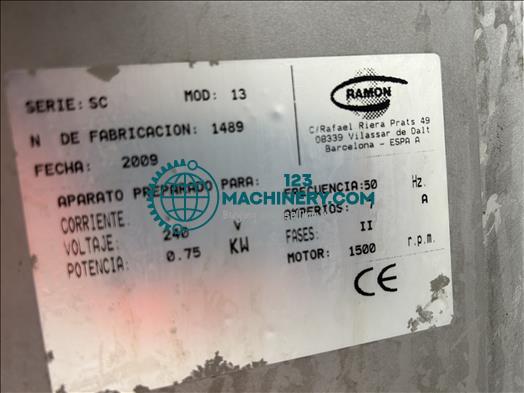 SERIE: SC MOD: 13
RAMON
C/Rafael Riera Prats 49
08339 Vilassar de Dalt
Barcelona - ESPA A
N DE FABRICACION: 1489
FECHA: 2009
APARATO PREPARADO PARA:
CORRIENTE
VOLTAJE: 240 V
POTENCIA: 0.75 KW
FRECUENCIA:50 Hz.
AMPERIOS: A
FASES: II
MOTOR: 1500 r.p.m.
CE
123
MACHINERY.COM